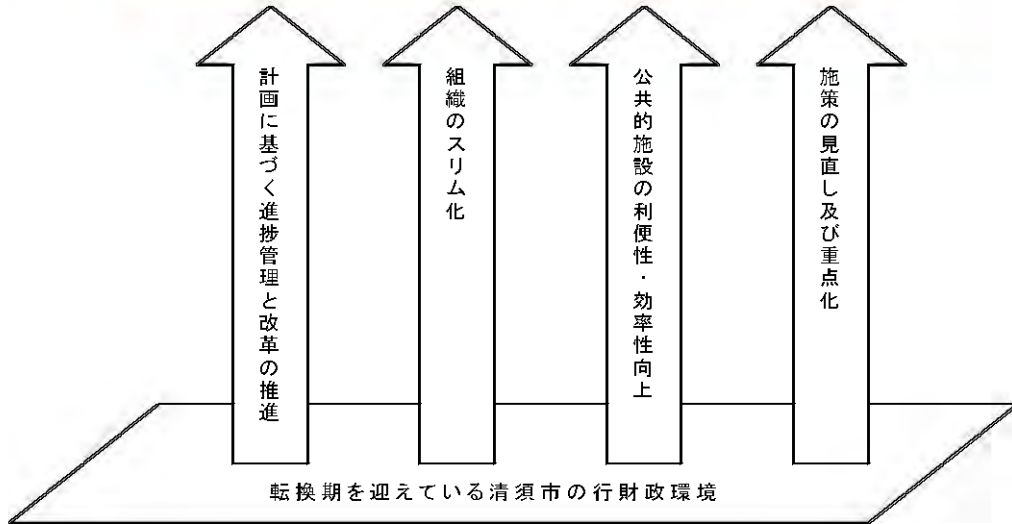 計画に基づく進捗管理と改革の推進
組織のスリム化
公共的施設の利便性・効率性向上
施策の見直し及び重点化
転換期を迎えている清須市の行財政環境